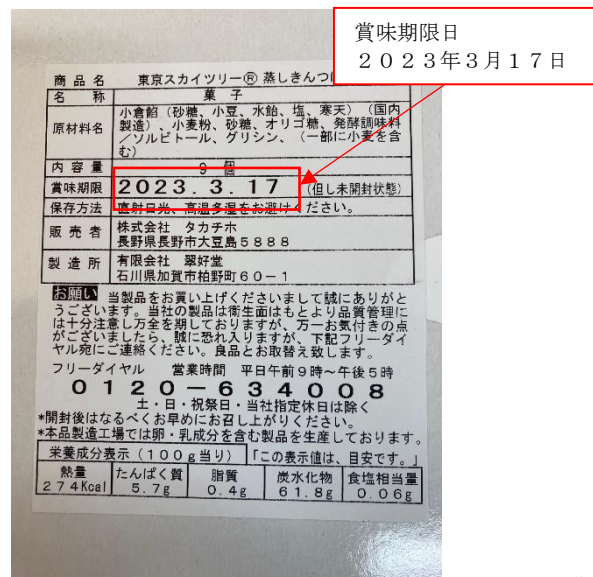 賞味期限日
２０２３年３月１７日
商品名 東京スカイツリー® 蒸しきんつ
名称 菓子
原材料名 小倉餡（砂糖、小豆、水飴、塩、寒天）（国内
製造）、小麦粉、砂糖、オリゴ糖、発酵調味料
／ソルビトール、グリシン、（一部に小麦を含
む）
内容量 9個
賞味期限 2023.3.17 （但し未開封状態）
保存方法 直射日光、高温多湿をお避けください。
販売者 株式会社 タカチホ
長野県長野市大豆島5888
製造所 有限会社 翠好堂
石川県加賀市柏野町60－1
お願い 当製品をお買い上げくださいまして誠にありがと
うございます。当社の製品は衛生面はもとより品質管理に
は十分注意し万全を期しておりますが、万一お気付きの点
がございましたら、誠に恐れ入りますが、下記フリーダイ
ヤル宛にご連絡ください。良品とお取替え致します。
フリーダイヤル 営業時間 平日午前9時～午後5時
0120－634008
土・日・祝祭日・当社指定休日は除く
*開封後はなるべくお早めにお召し上がりください。
*本品製造工場では卵・乳成分を含む製品を生産しております。
栄養成分表示（100g当り）「この表示値は、目安です。」
熱量 たんぱく質 脂質 炭水化物 食塩相当量
274Kcal 5.7g 0.4g 61.8g 0.06g